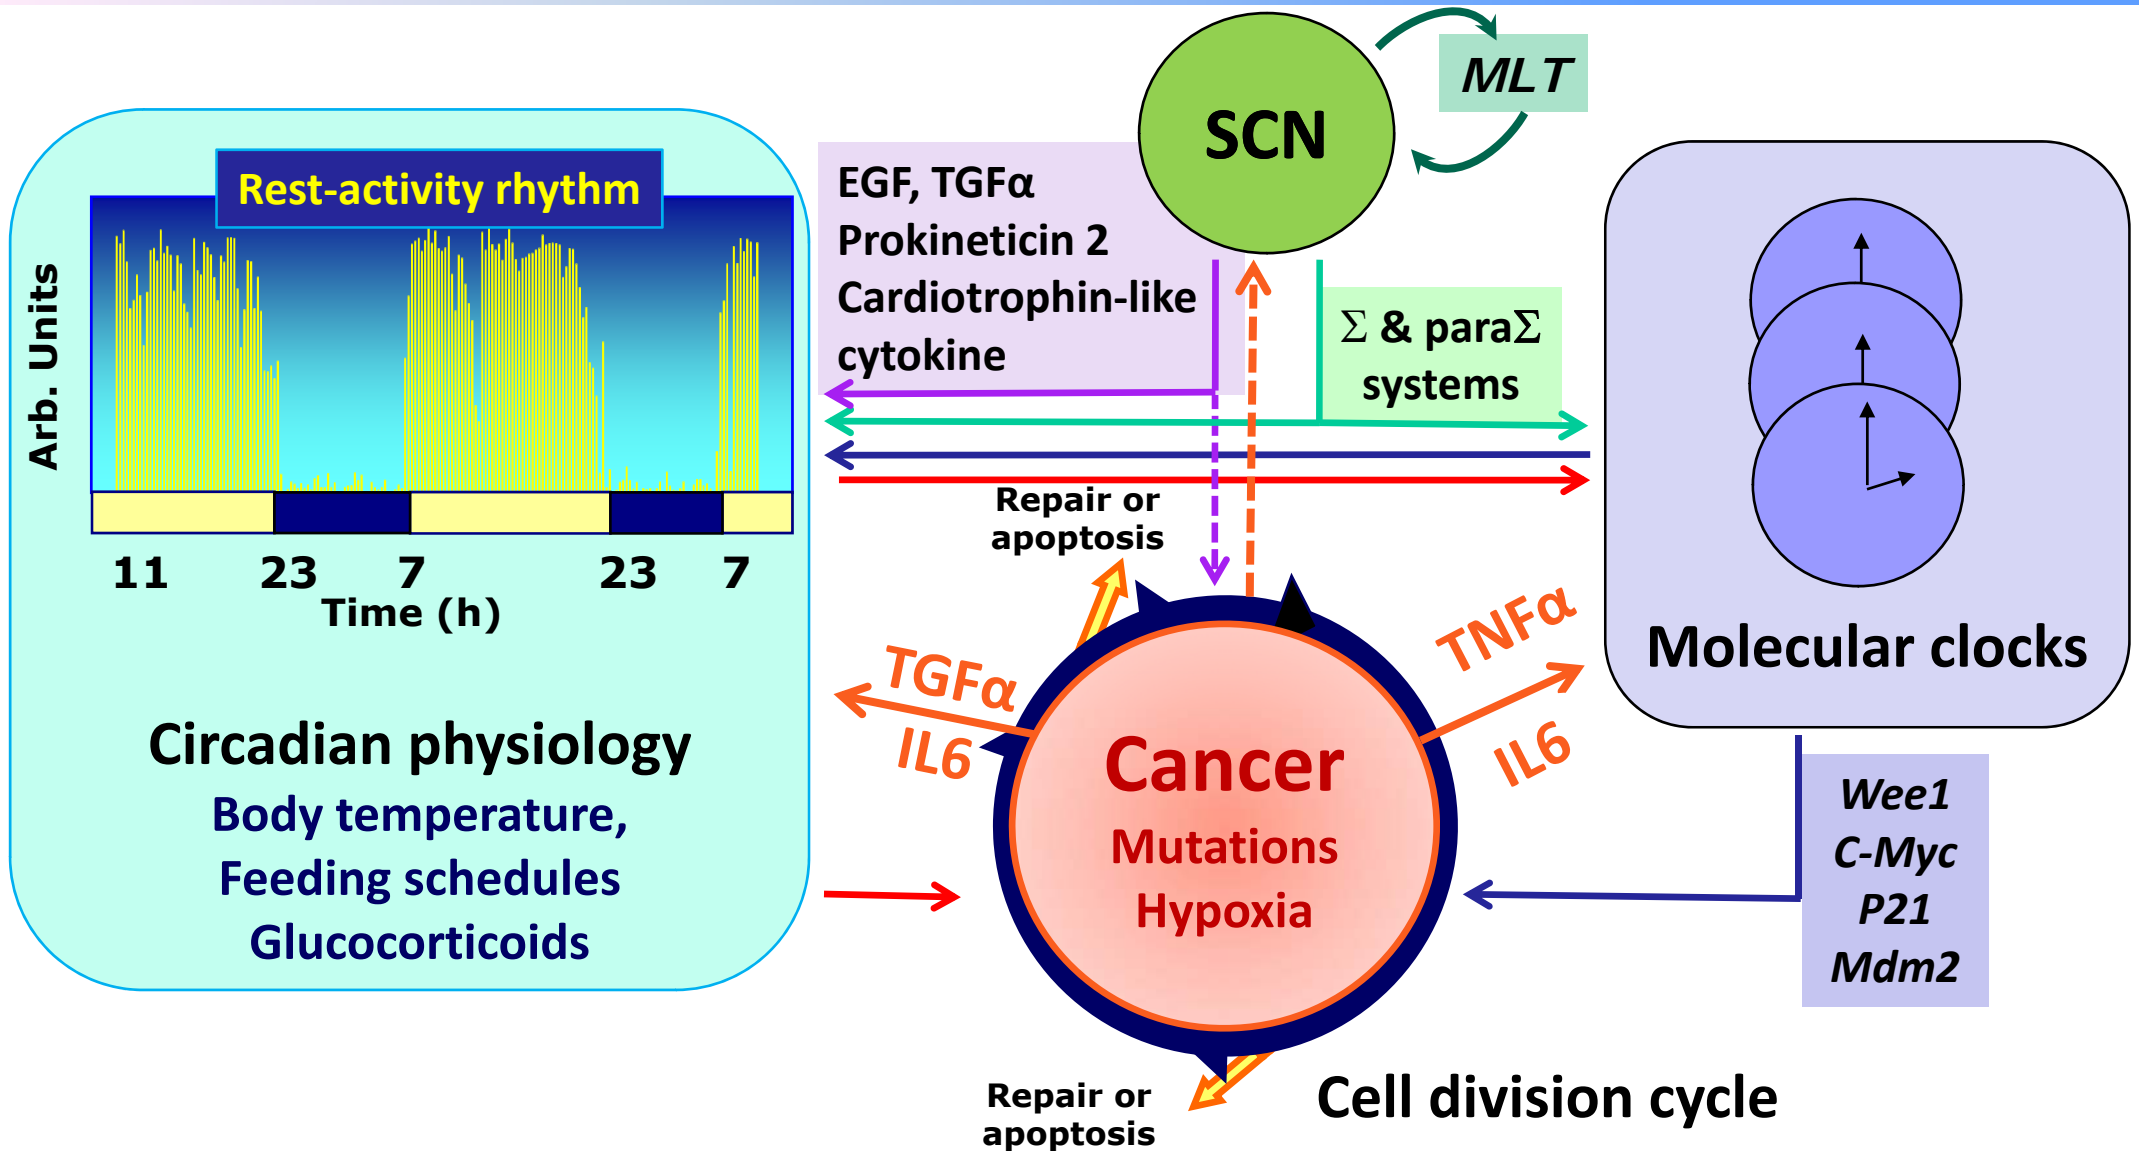 SCN
MLT
Rest-activity rhythm
Arb. Units
11 23 7 23 7
Time (h)
Circadian physiology
Body temperature,
Feeding schedules
Glucocorticoids
EGF, TGFα
Prokineticin 2
Cardiotrophin-like
cytokine
Σ & paraΣ
systems
Molecular clocks
Repair or
apoptosis
TGFα
IL6
TNFα
IL6
Cancer
Mutations
Hypoxia
Wee1
C-Myc
P21
Mdm2
Repair or
apoptosis
Cell division cycle